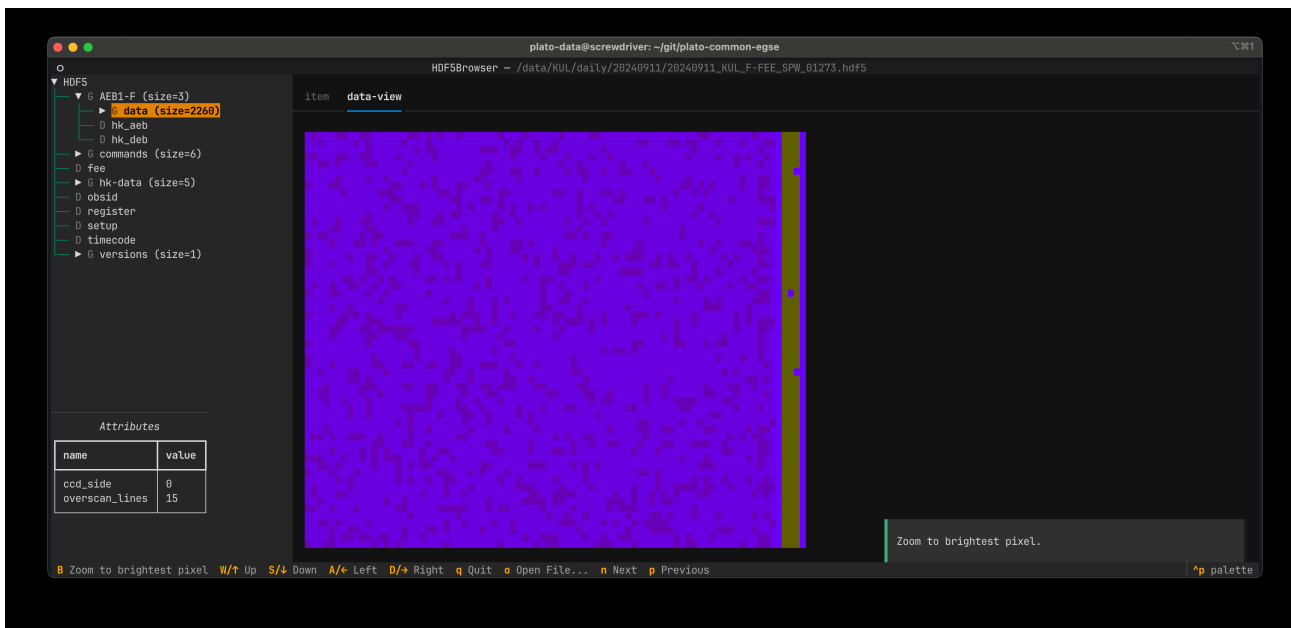 plato-data@screwdriver: ~/git/plato-common-egse
⌥⌘1
HDF5Browser — /data/KUL/daily/20240911/20240911_KUL_F-FEE_SPW_01273.hdf5
▼ HDF5
▼ G AEB1-F (size=3)
▶ G data (size=2260)
D hk_aeb
D hk_deb
▶ G commands (size=6)
D fee
▶ G hk-data (size=5)
D obsid
D register
D setup
D timecode
▶ G versions (size=1)
item data-view
Attributes
name value
ccd_side 0
overscan_lines 15
Zoom to brightest pixel.
B Zoom to brightest pixel W/↑ Up S/↓ Down A/← Left D/→ Right q Quit o Open File... n Next p Previous ^p palette